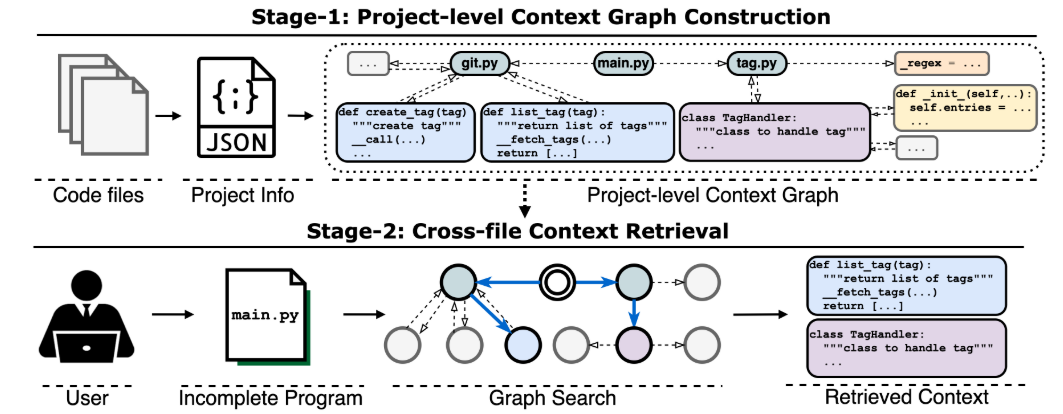 Stage-1: Project-level Context Graph Construction
{;}
JSON
...
git.py
main.py
tag.py
_regex = ...
def create_tag(tag)
"""create tag"""
__call(...)
...
def list_tag(tag):
"""return list of tags"""
__fetch_tags(...)
return [...]
class TagHandler:
"""class to handle tag"""
...
def _init_(self,..):
self.entries = ...
...
...
Code files
Project Info
Project-level Context Graph
Stage-2: Cross-file Context Retrieval
main.py
def list_tag(tag):
"""return list of tags"""
__fetch_tags(...)
return [...]
class TagHandler:
"""class to handle tag"""
...
User
Incomplete Program
Graph Search
Retrieved Context